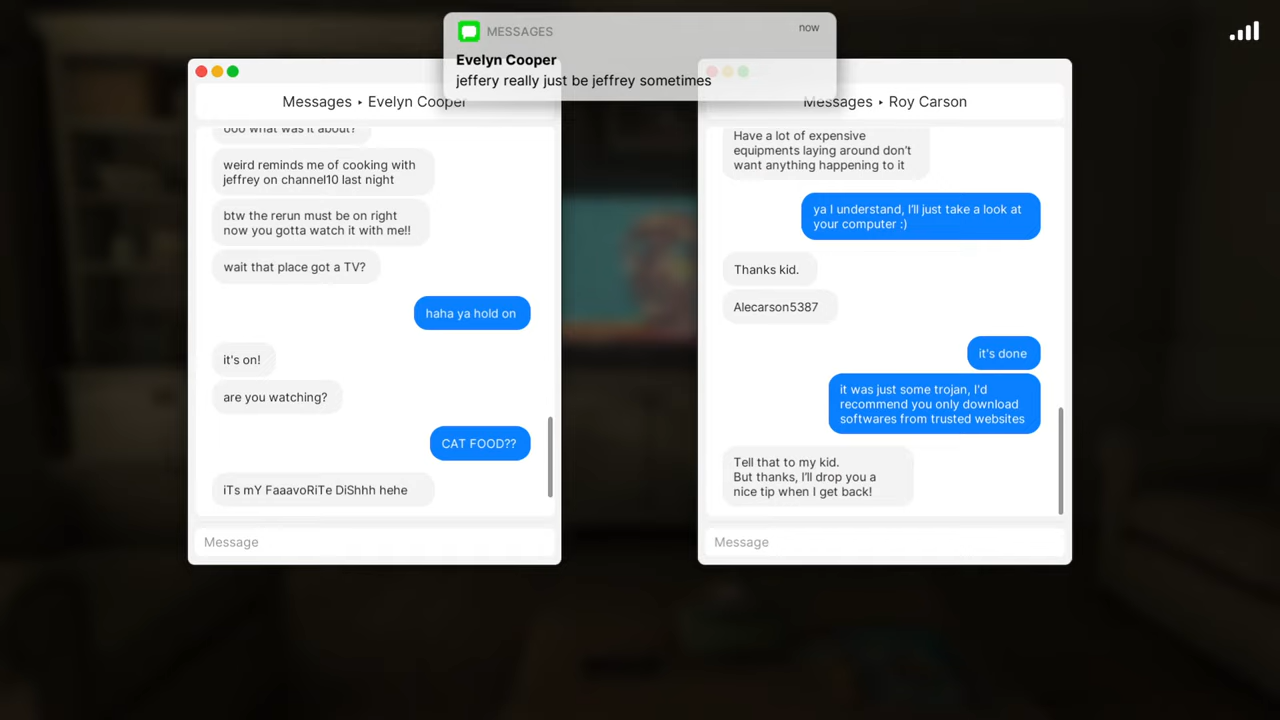 MESSAGES
now
Evelyn Cooper
jeffery really just be jeffrey sometimes
Messages ‣ Evelyn Cooper
ooo what was it about?
weird reminds me of cooking with
jeffrey on channel10 last night
btw the rerun must be on right
now you gotta watch it with me!!
wait that place got a TV?
haha ya hold on
it's on!
are you watching?
CAT FOOD??
iTs mY FaaavoRiTe DiShhh hehe
Message
Messages ‣ Roy Carson
Have a lot of expensive
equipments laying around don't
want anything happening to it
ya I understand, I'll just take a look at
your computer :)
Thanks kid.
Alecarson5387
it's done
it was just some trojan, I'd
recommend you only download
softwares from trusted websites
Tell that to my kid.
But thanks, I'll drop you a
nice tip when I get back!
Message